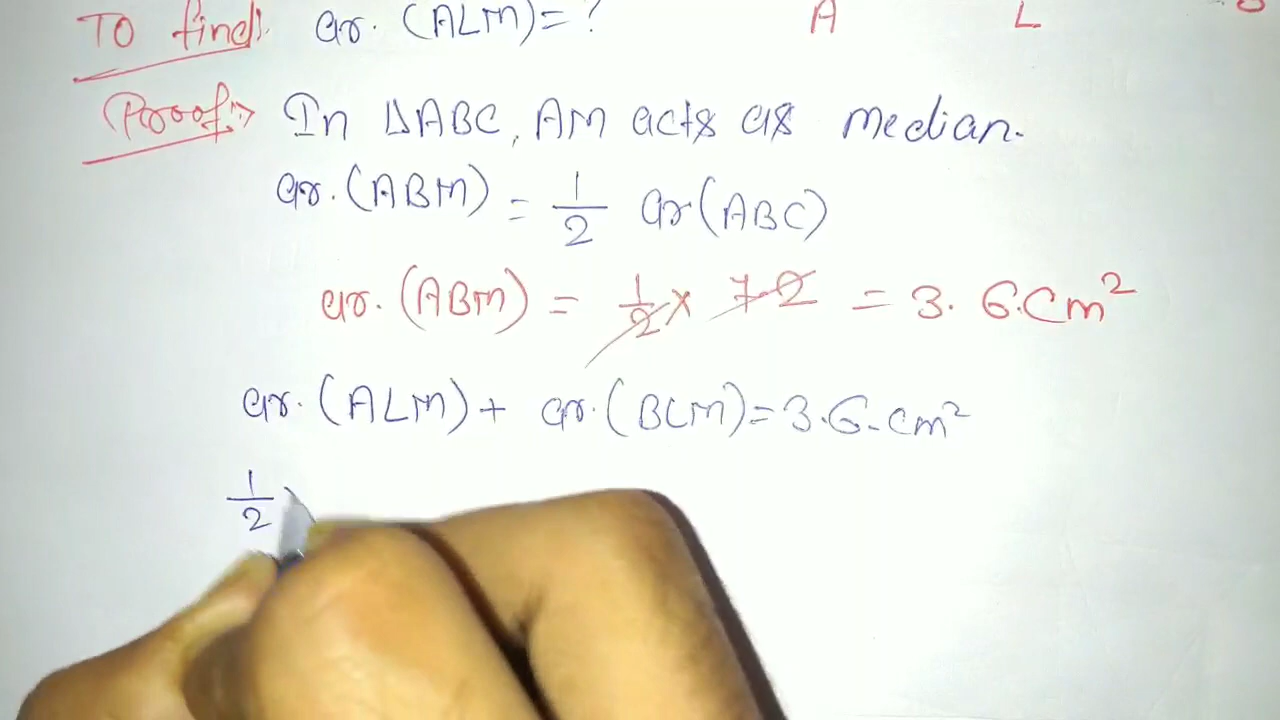 To find:. ar. (ALM)= ? A L B
Proof:- In ΔABC, AM acts as median.
ar.(ABM) = 1/2 ar(ABC)
ar.(ABM) = 1/2 x 7.2 = 3.6.Cm²
ar.(ALM)+ ar.(BLM)=3.6.cm²
1/2